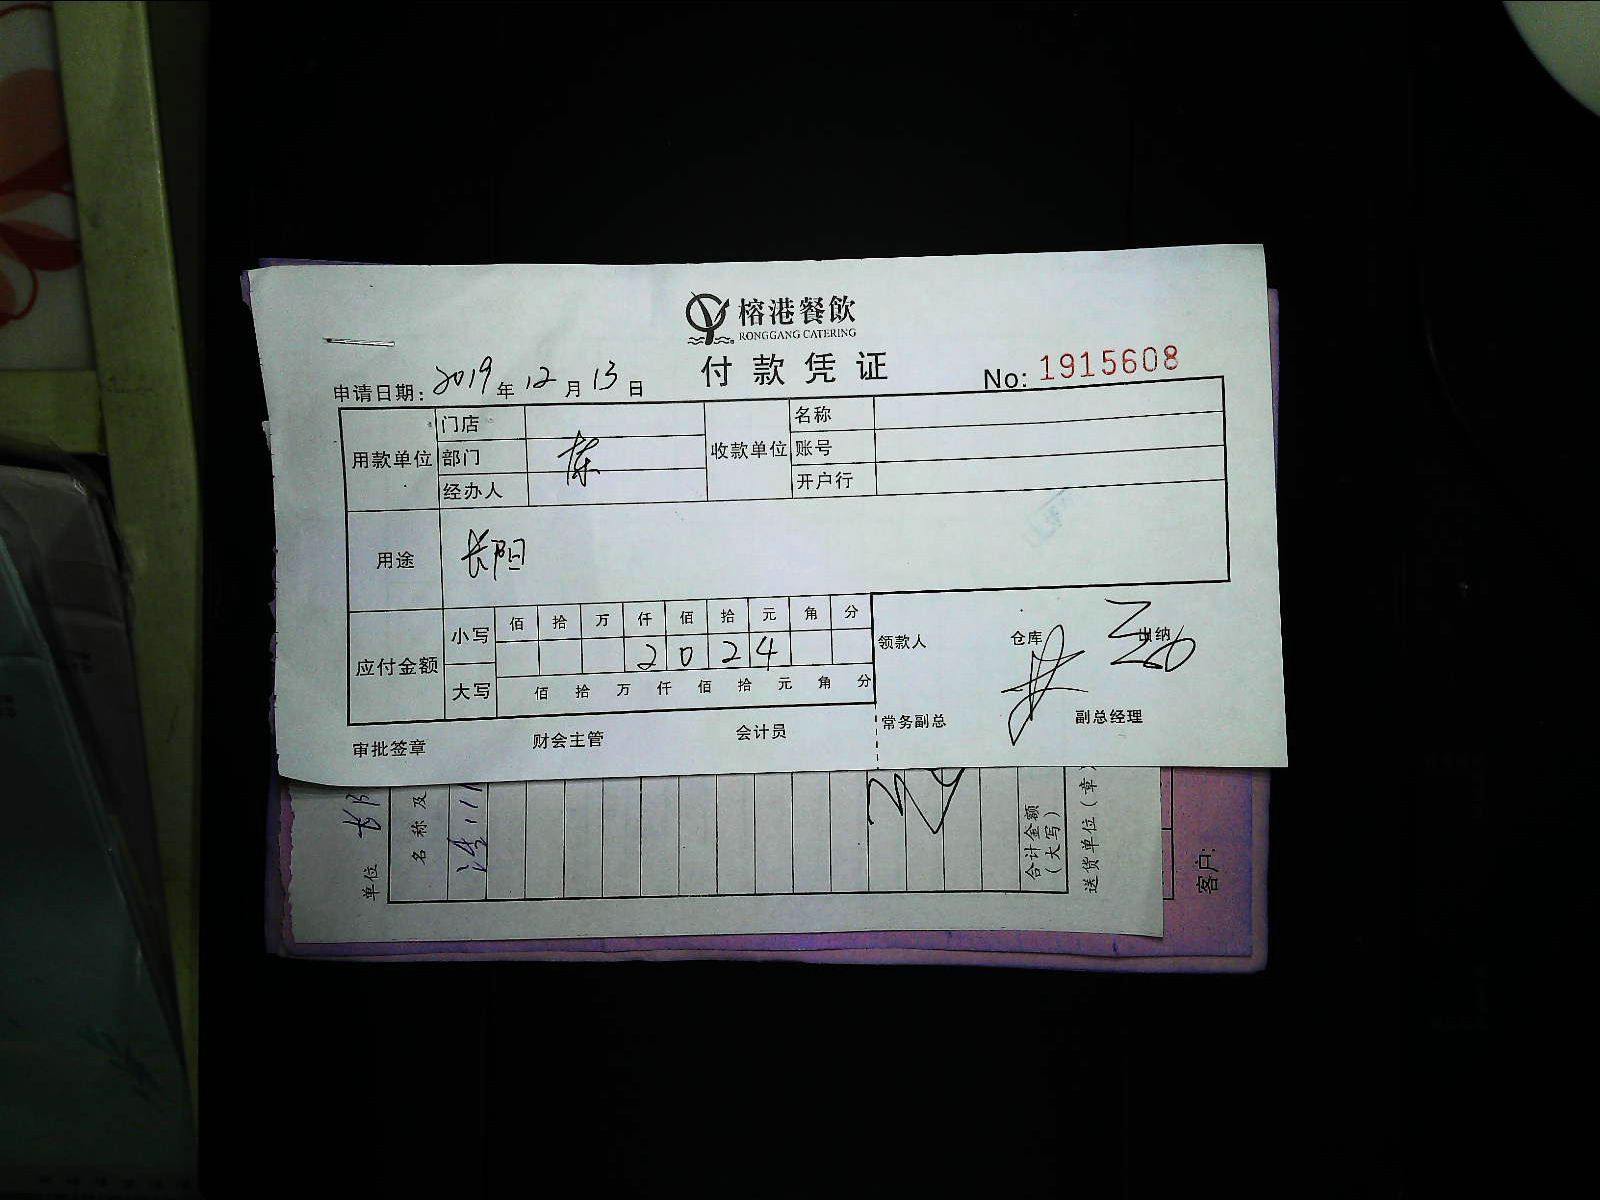 榕港餐飲
RONGGANG CATERING
付款凭证
No: 1915608
申请日期: 2019 年 12 月 13 日
用款单位 门店 收款单位 名称
部门 账号
经办人 开户行
用途 长阳
应付金额 小写 佰 拾 万 仟 佰 拾 元 角 分
2 0 2 4
大写 佰 拾 万 仟 佰 拾 元 角 分
领款人 仓库 出纳
常务副总 副总经理
审批签章 财会主管 会计员
单位
名称及
合计金额
(大写)
送货单位(章)
客户: